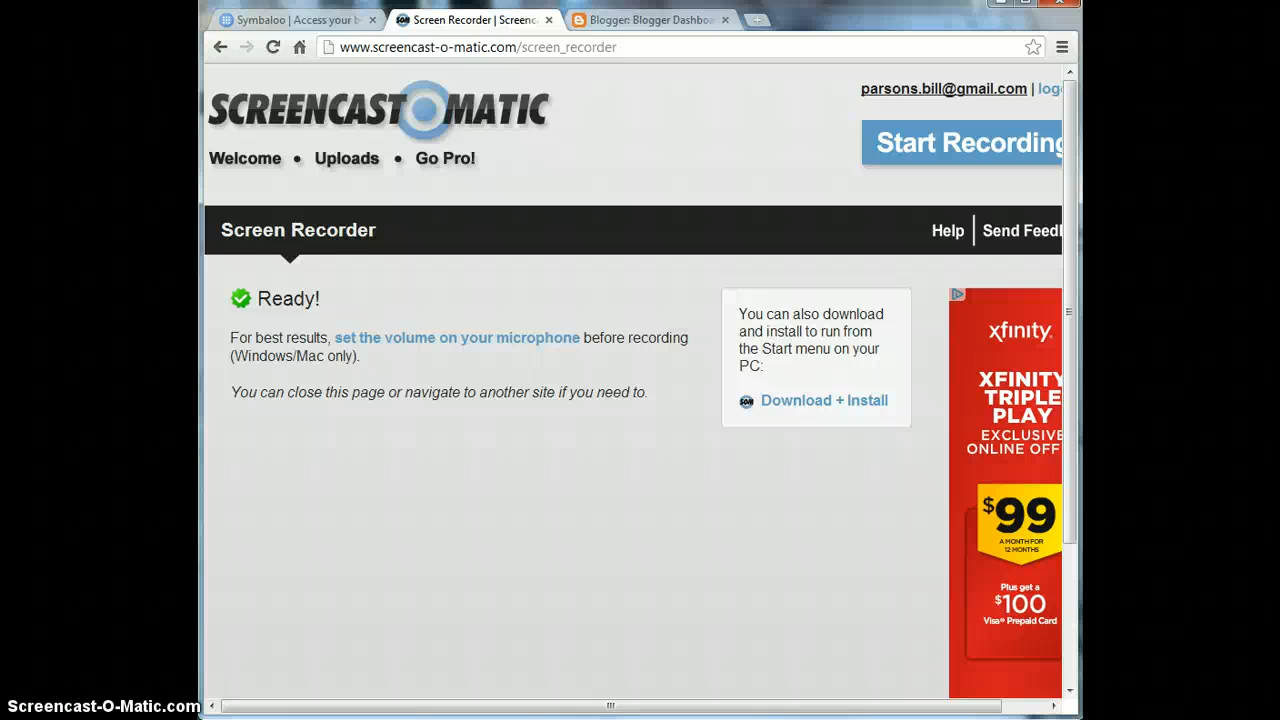 Symbaloo | Access your b
Screen Recorder | Screenc
Blogger: Blogger Dashboa
www.screencast-o-matic.com/screen_recorder
SCREENCAST MATIC
parsons.bill@gmail.com | log
Start Recording
Welcome • Uploads • Go Pro!
Screen Recorder
Help
Send Feedb
Ready!
For best results, set the volume on your microphone before recording
(Windows/Mac only).
You can close this page or navigate to another site if you need to.
You can also download
and install to run from
the Start menu on your
PC:
SOM Download + Install
xfinity.
XFINITY
TRIPLE
PLAY
EXCLUSIVE
ONLINE OFF
$99
A MONTH FOR
12 MONTHS
Plus get a
$100
Visa® Prepaid Card
Screencast-O-Matic.com